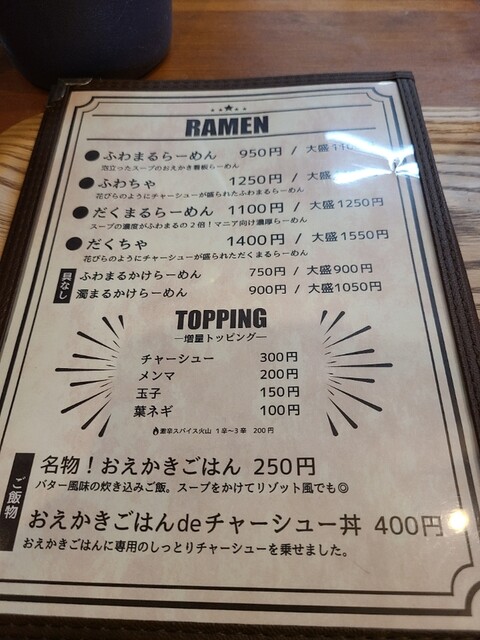 RAMEN
●ふわまるらーめん 950円 / 大盛
泡立ったスープのおえかき看板らーめん
●ふわちゃ 1250円 / 大盛
花びらのようにチャーシューが盛られたふわまるらーめん
●だくまるらーめん 1100円 / 大盛1250円
スープの濃度がふわまるの2倍！マニア向け濃厚らーめん
●だくちゃ 1400円 / 大盛1550円
花びらのようにチャーシューが盛られただくまるらーめん
具なし
ふわまるかけらーめん 750円 / 大盛900円
濁まるかけらーめん 900円 / 大盛1050円
TOPPING
―増量トッピング―
チャーシュー 300円
メンマ 200円
玉子 150円
葉ネギ 100円
激辛スパイス火山 1辛～3辛 200円
ご飯物
名物！おえかきごはん 250円
バター風味の炊き込みご飯。スープをかけてリゾット風でも◎
おえかきごはんdeチャーシュー丼 400円
おえかきごはんに専用のしっとりチャーシューを乗せました。